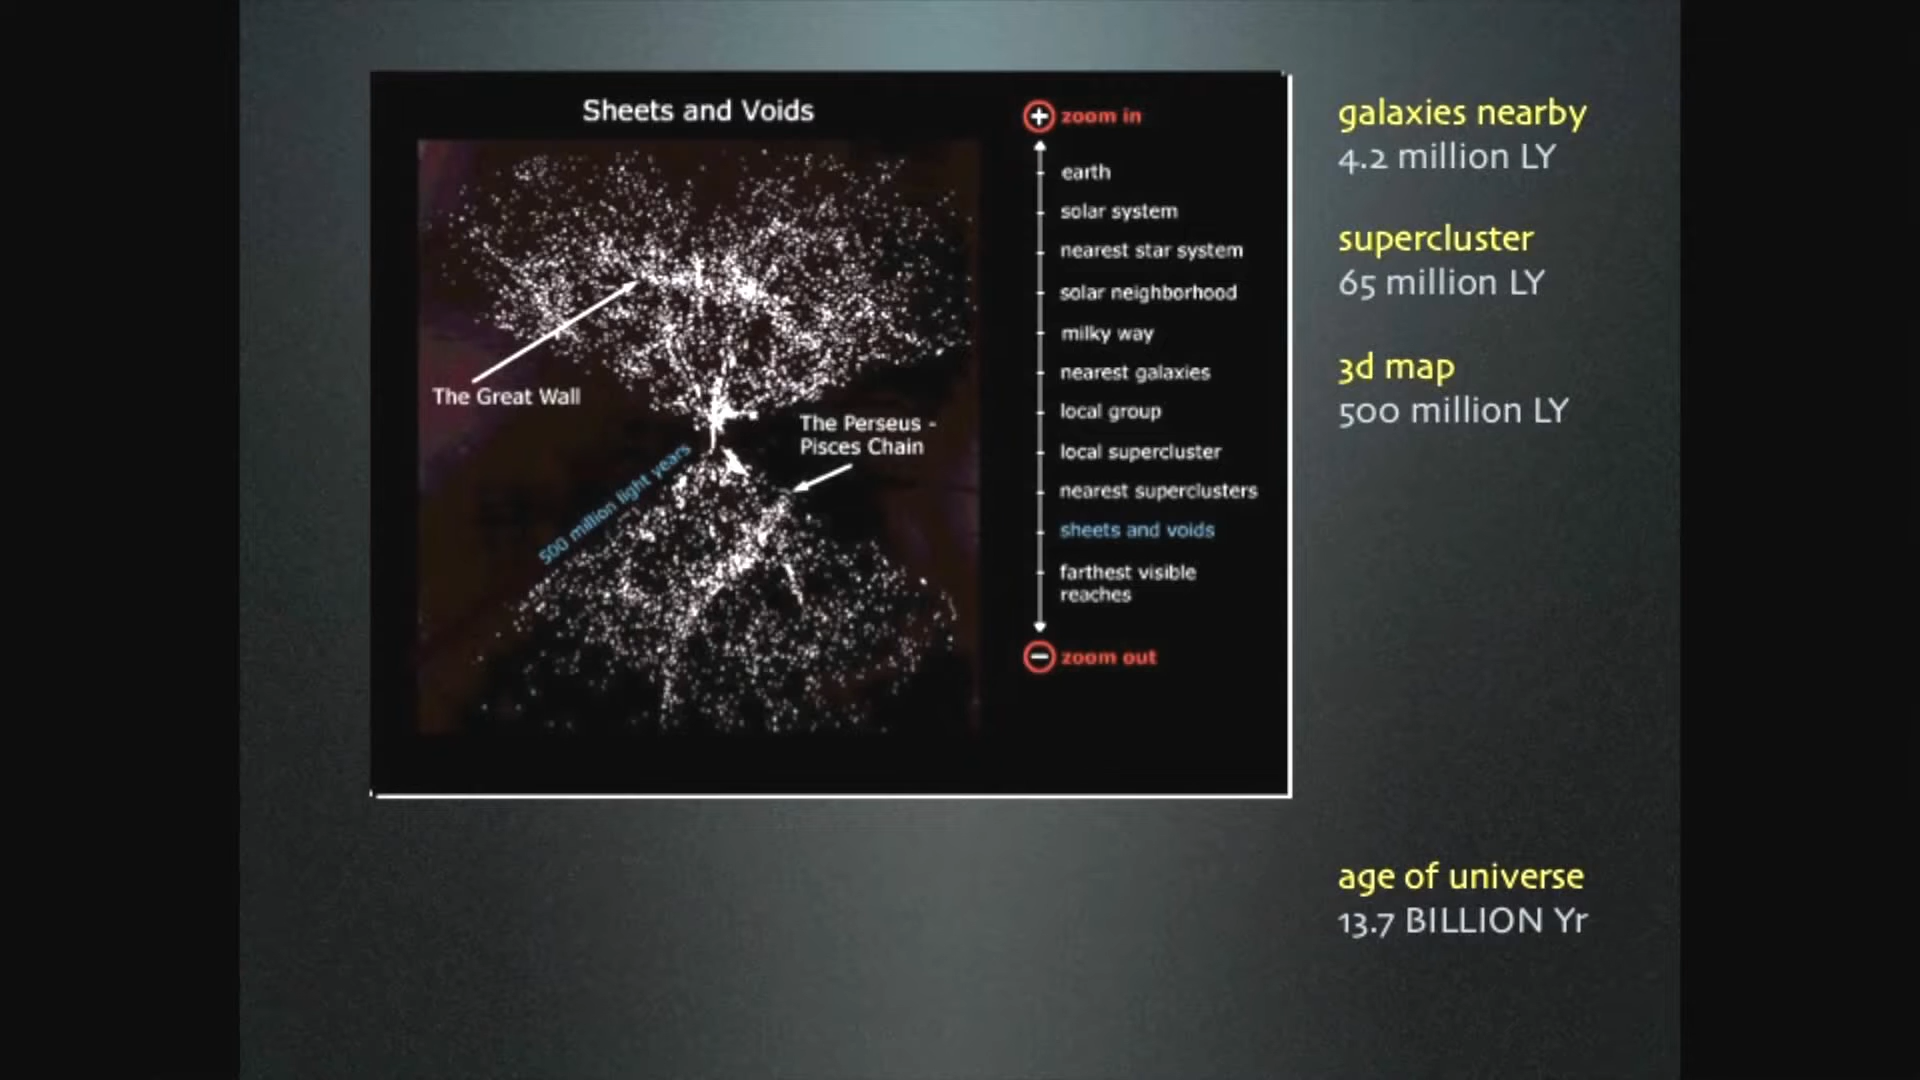 Sheets and Voids
The Great Wall
The Perseus -
Pisces Chain
500 million light years
zoom in
earth
solar system
nearest star system
solar neighborhood
milky way
nearest galaxies
local group
local supercluster
nearest superclusters
sheets and voids
farthest visible
reaches
zoom out
galaxies nearby
4.2 million LY
supercluster
65 million LY
3d map
500 million LY
age of universe
13.7 BILLION Yr